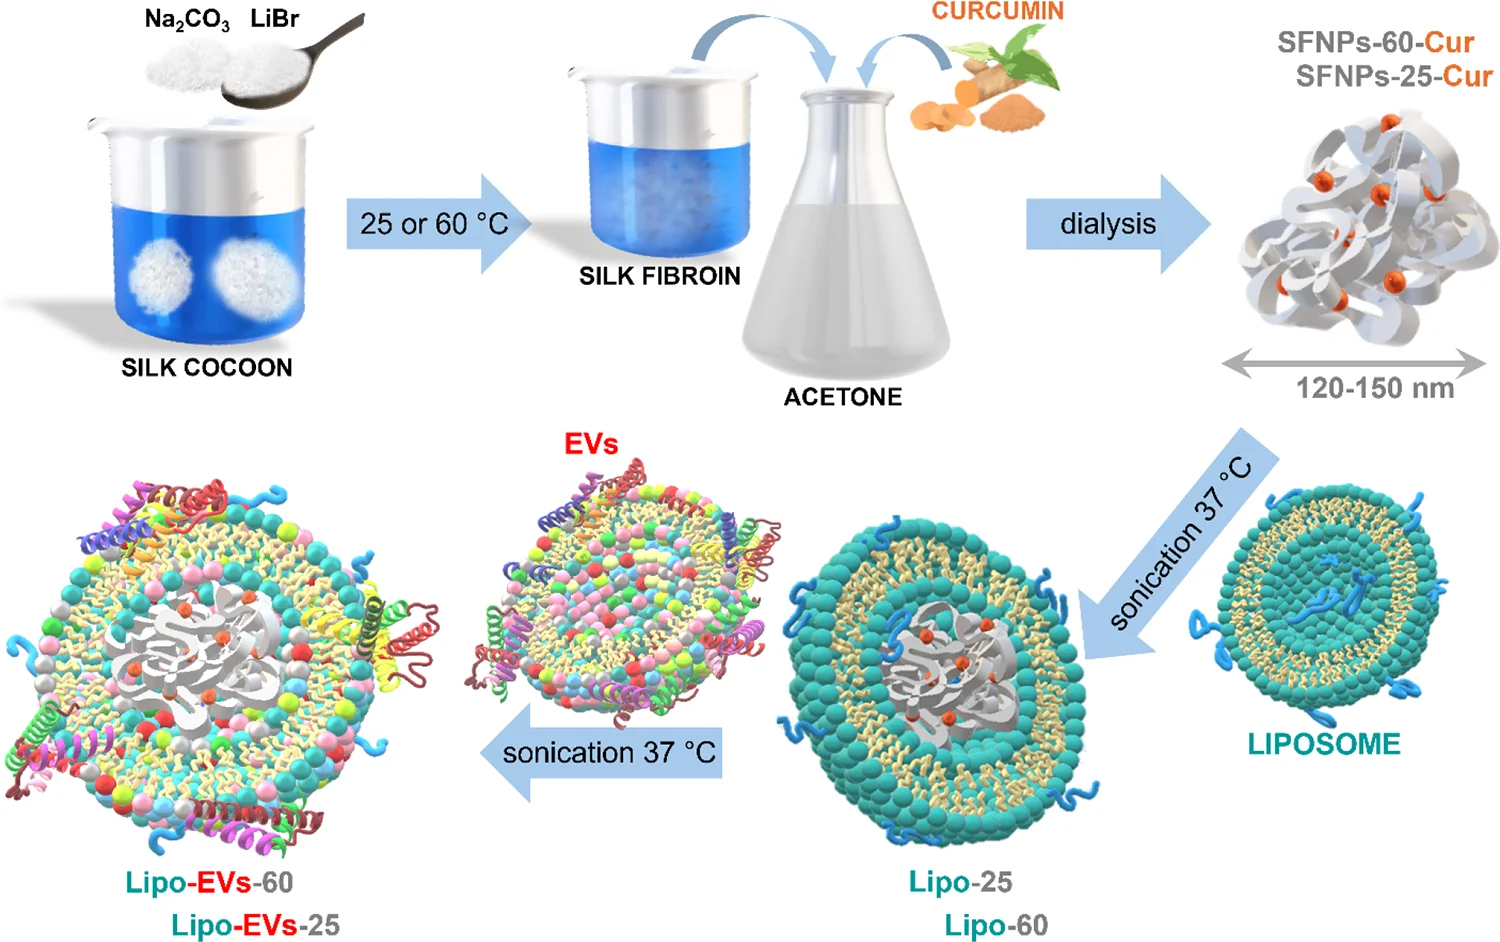 Na₂CO₃ LiBr
CURCUMIN
SFNPs-60-Cur
SFNPs-25-Cur
25 or 60 °C
dialysis
SILK FIBROIN
SILK COCOON
ACETONE
120-150 nm
EVs
sonication 37 °C
LIPOSOME
sonication 37 °C
Lipo-EVs-60
Lipo-EVs-25
Lipo-25
Lipo-60